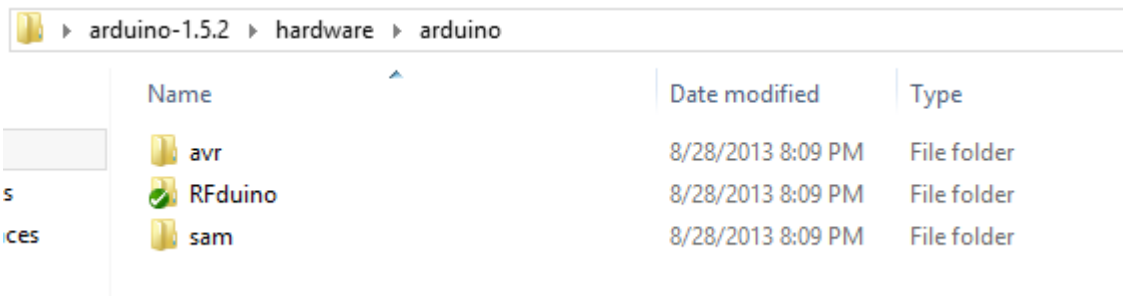 arduino-1.5.2 hardware arduino
Name Date modified Type
avr 8/28/2013 8:09 PM File folder
RFduino 8/28/2013 8:09 PM File folder
sam 8/28/2013 8:09 PM File folder